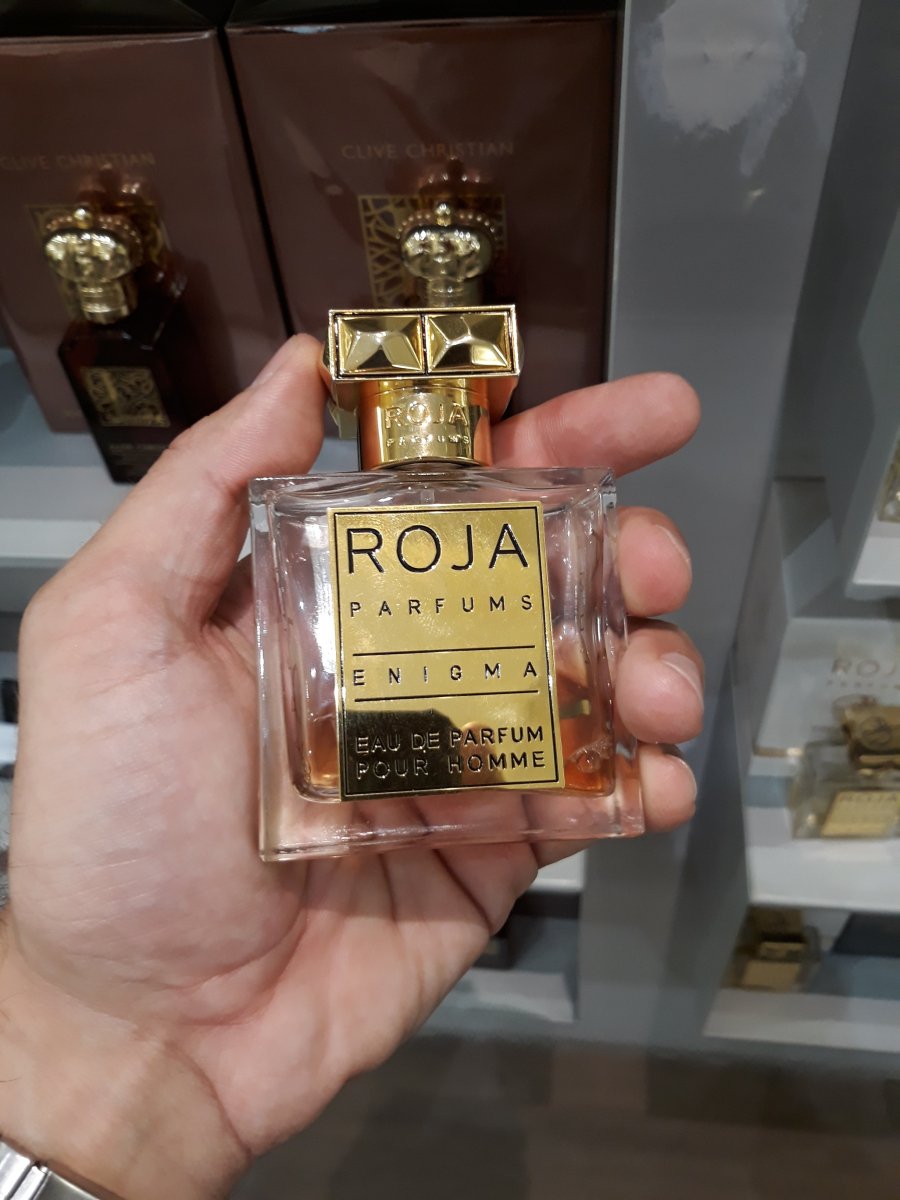 CLIVE CHRISTIAN
CLIVE CHRISTIAN
ROJA
PARFUMS
ROJA
PARFUMS
ENIGMA
EAU DE PARFUM
POUR HOMME
ROJA